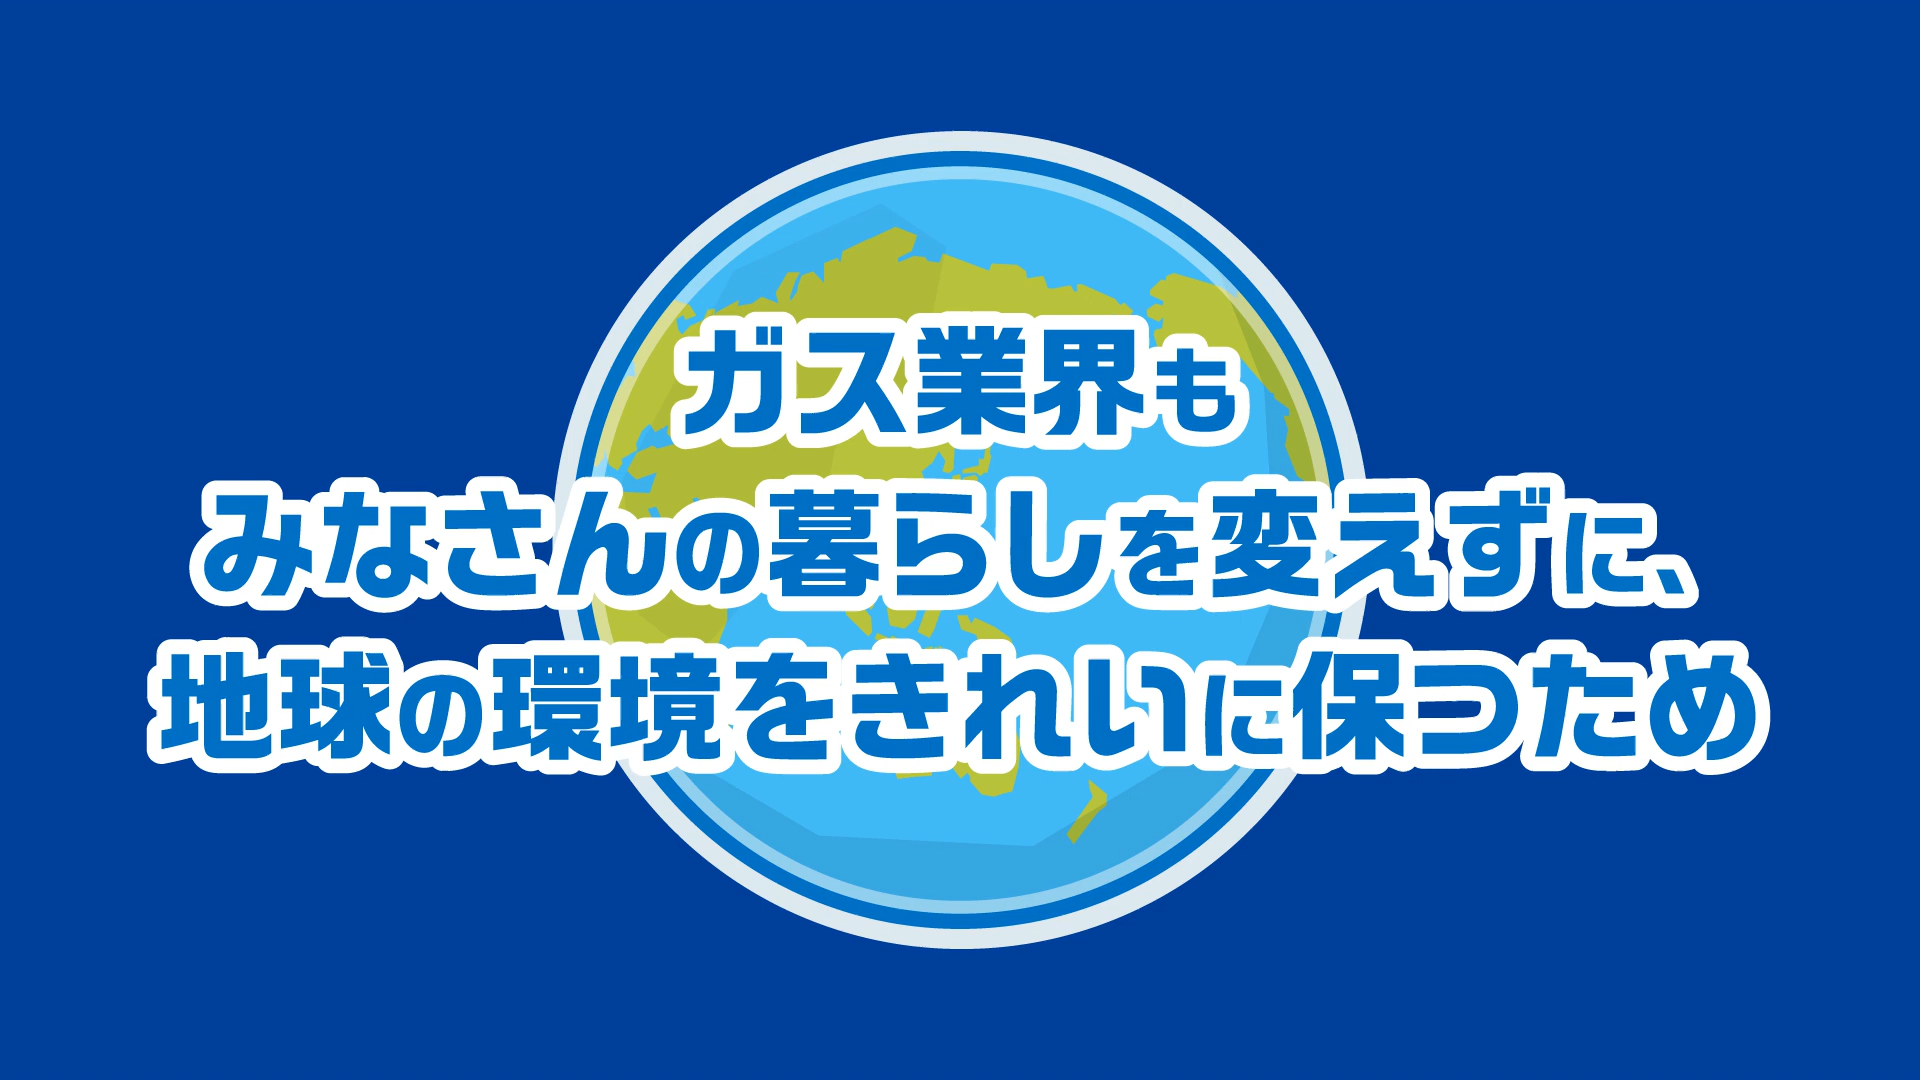 ガス業界も
みなさんの暮らしを変えずに、
地球の環境をきれいに保つため